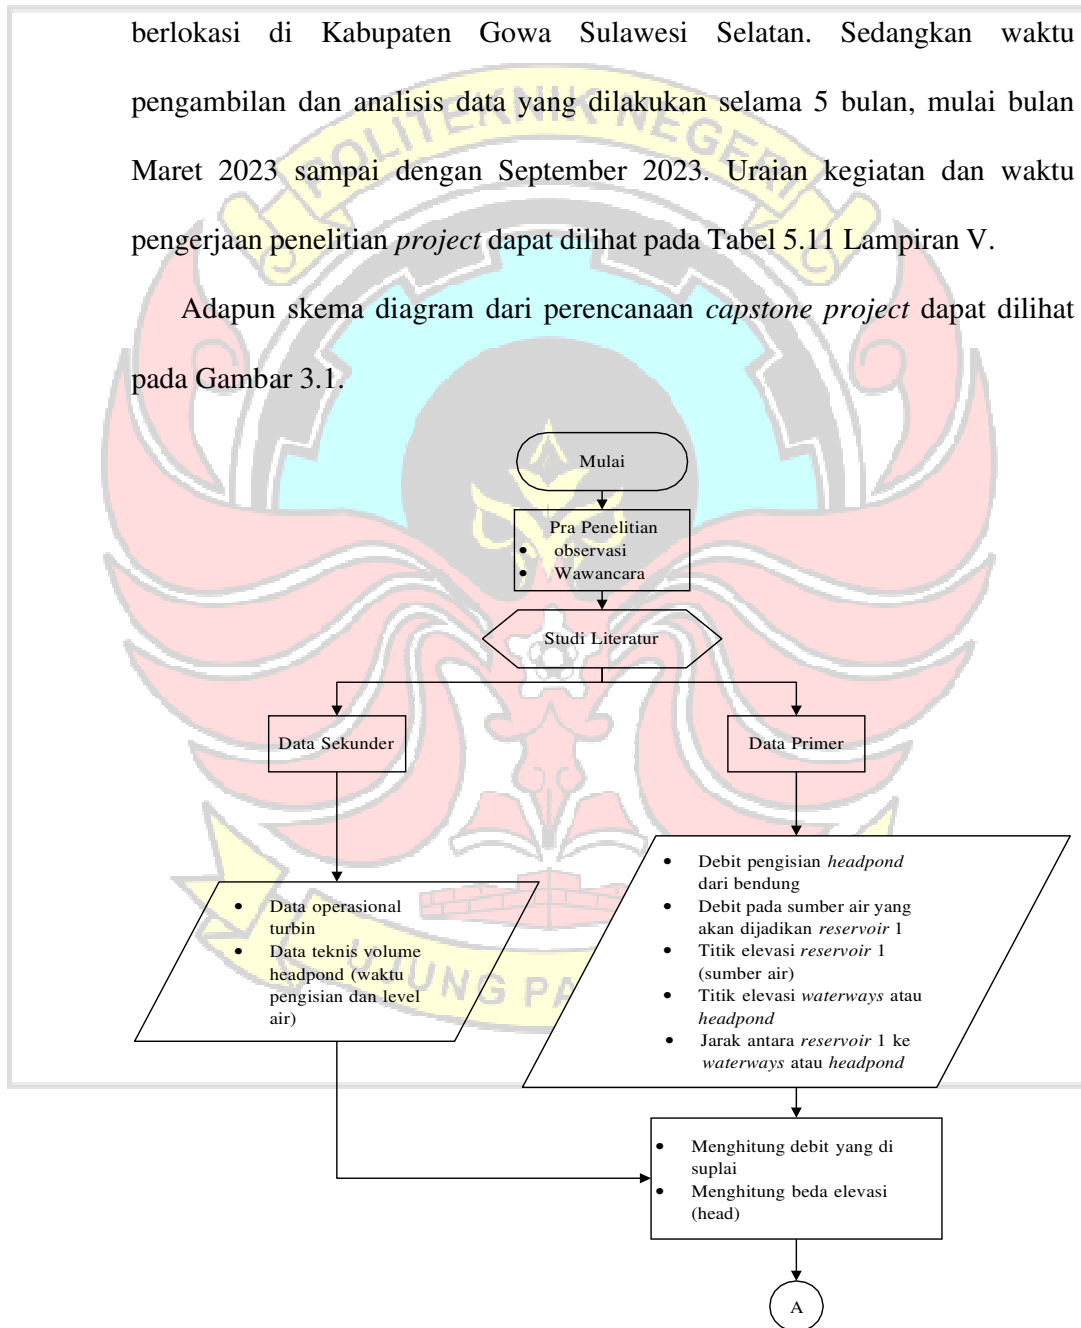 berlokasi di Kabupaten Gowa Sulawesi Selatan. Sedangkan waktu
pengambilan dan analisis data yang dilakukan selama 5 bulan, mulai bulan
Maret 2023 sampai dengan September 2023. Uraian kegiatan dan waktu
pengerjaan penelitian project dapat dilihat pada Tabel 5.11 Lampiran V.
Adapun skema diagram dari perencanaan capstone project dapat dilihat
pada Gambar 3.1.
POLITEKNIK NEGERI
Mulai
Pra Penelitian
• observasi
• Wawancara
Studi Literatur
Data Sekunder
Data Primer
• Data operasional
turbin
• Data teknis volume
headpond (waktu
pengisian dan level
air)
• Debit pengisian headpond
dari bendung
• Debit pada sumber air yang
akan dijadikan reservoir 1
• Titik elevasi reservoir 1
(sumber air)
• Titik elevasi waterways atau
headpond
• Jarak antara reservoir 1 ke
waterways atau headpond
UJUNG PA
• Menghitung debit yang di
suplai
• Menghitung beda elevasi
(head)
A